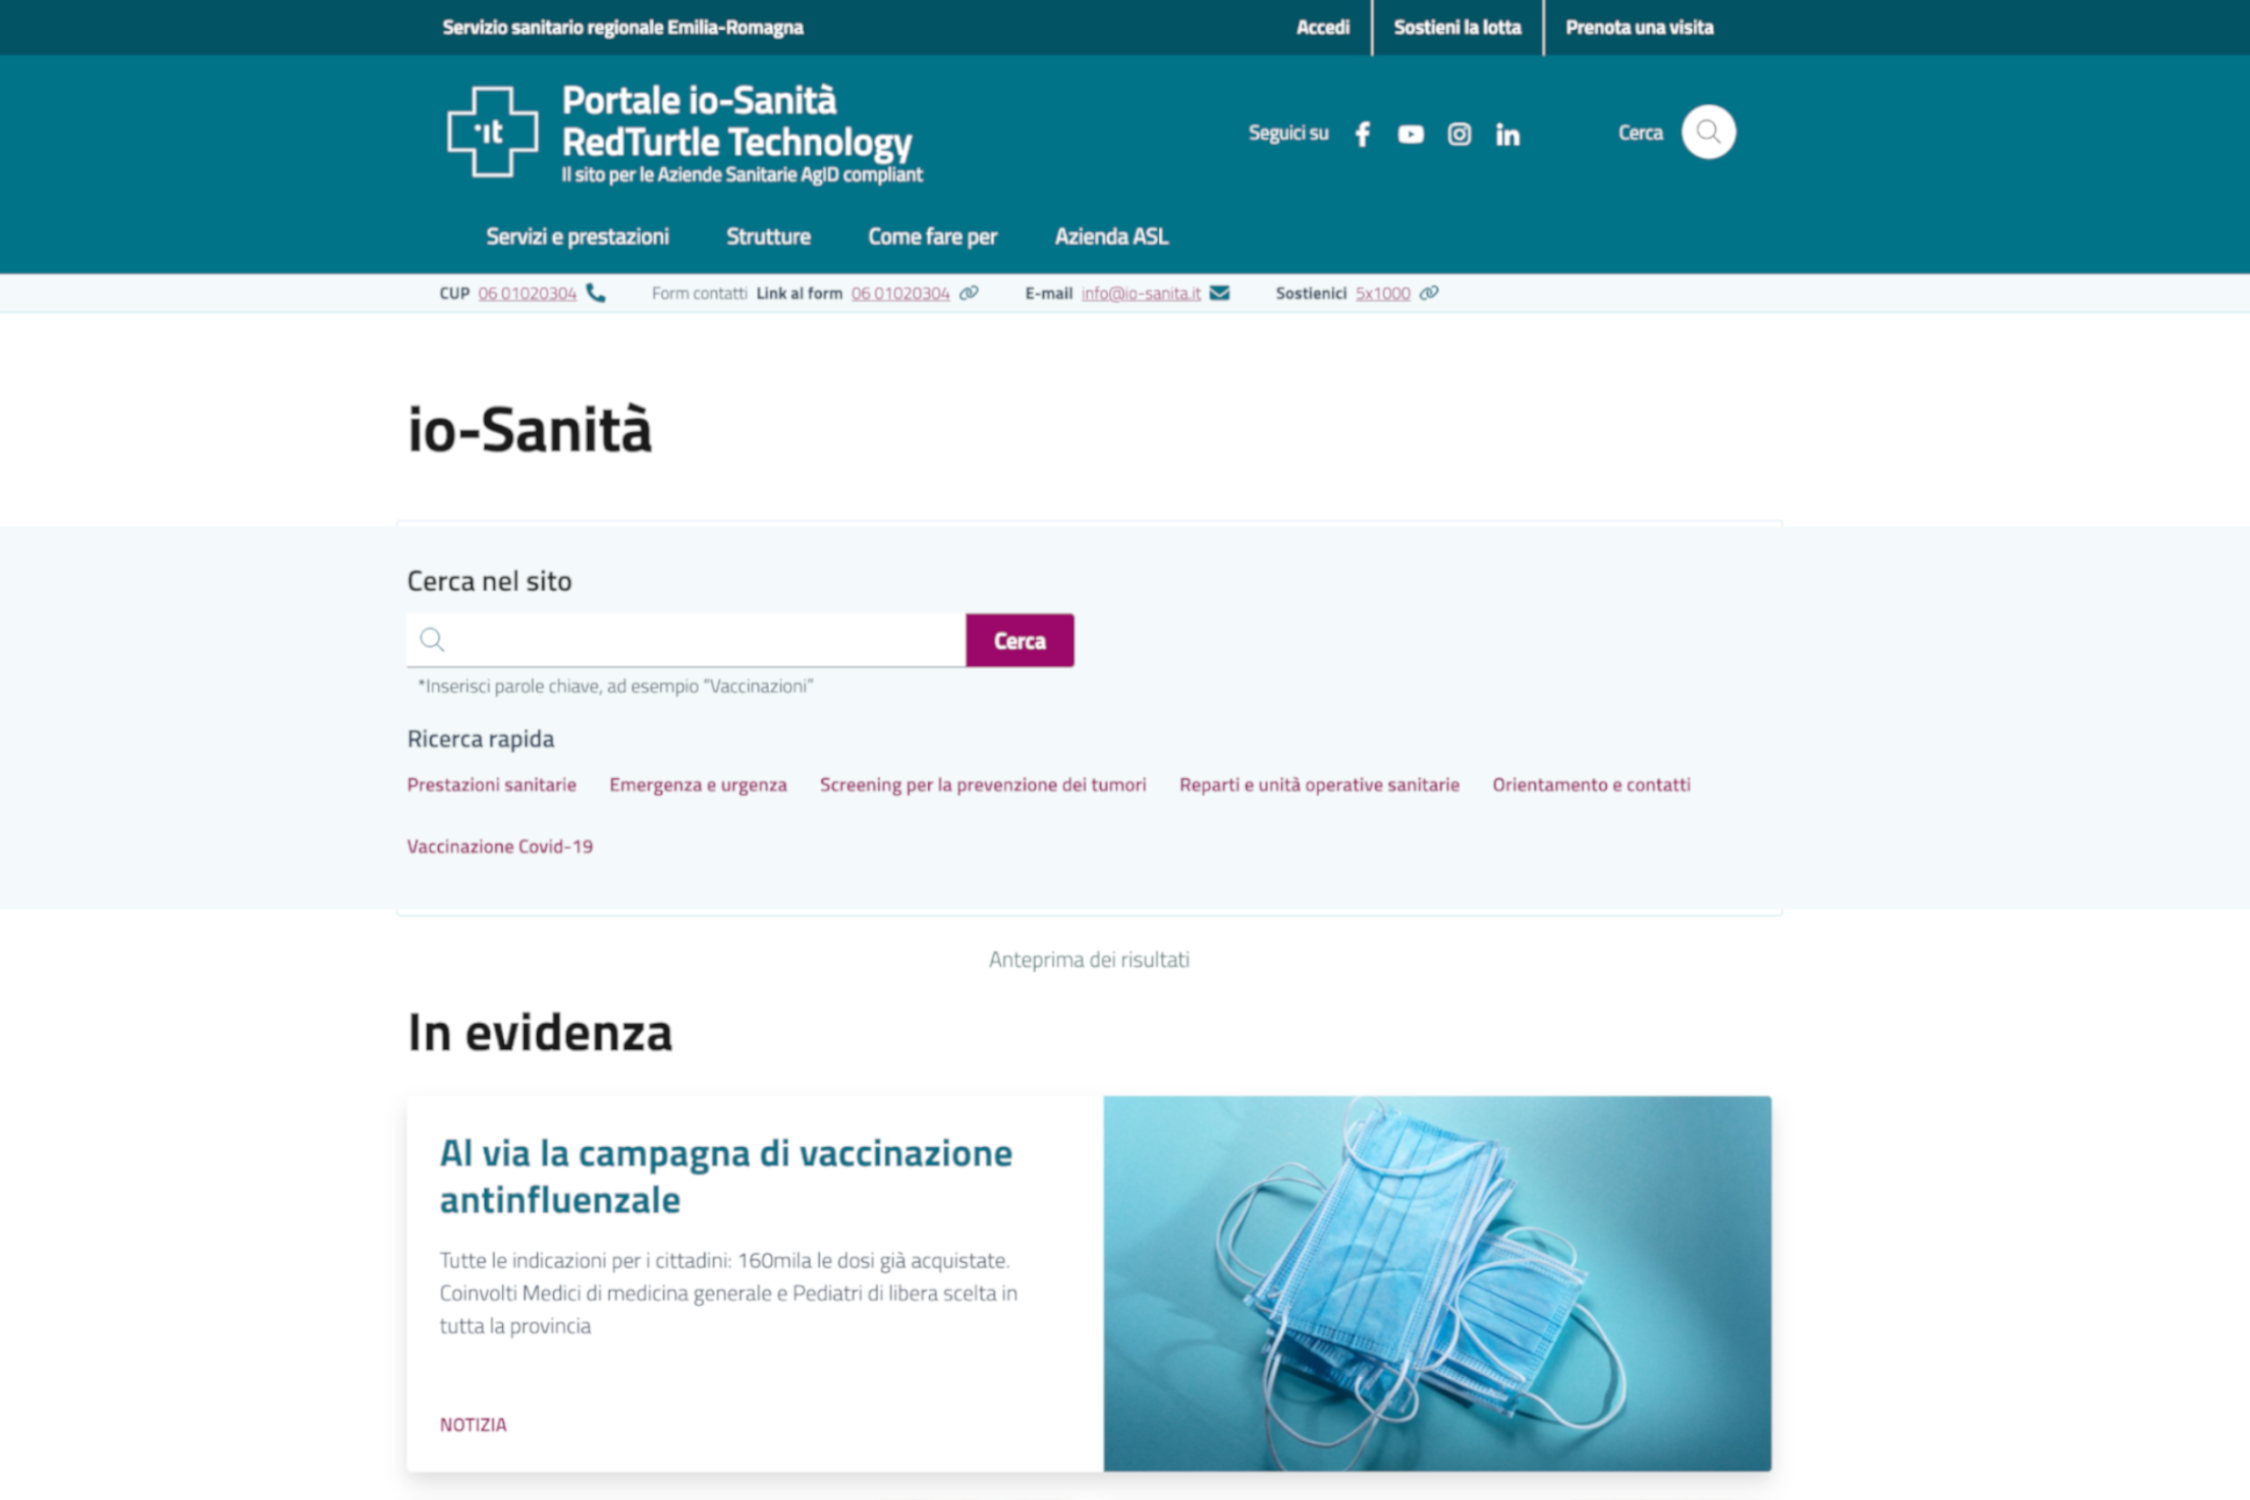 Servizio sanitario regionale Emilia-Romagna
Accedi
Sostieni la lotta
Prenota una visita
·it
Portale io-Sanità
RedTurtle Technology
Il sito per le Aziende Sanitarie AgID compliant
Seguici su
Cerca
Servizi e prestazioni
Strutture
Come fare per
Azienda ASL
CUP 06 01020304
Form contatti Link al form 06 01020304
E-mail info@io-sanita.it
Sostienici 5x1000
io-Sanità
Cerca nel sito
Cerca
*Inserisci parole chiave, ad esempio "Vaccinazioni"
Ricerca rapida
Prestazioni sanitarie
Emergenza e urgenza
Screening per la prevenzione dei tumori
Reparti e unità operative sanitarie
Orientamento e contatti
Vaccinazione Covid-19
Anteprima dei risultati
In evidenza
Al via la campagna di vaccinazione
antinfluenzale
Tutte le indicazioni per i cittadini: 160mila le dosi già acquistate.
Coinvolti Medici di medicina generale e Pediatri di libera scelta in
tutta la provincia
NOTIZIA